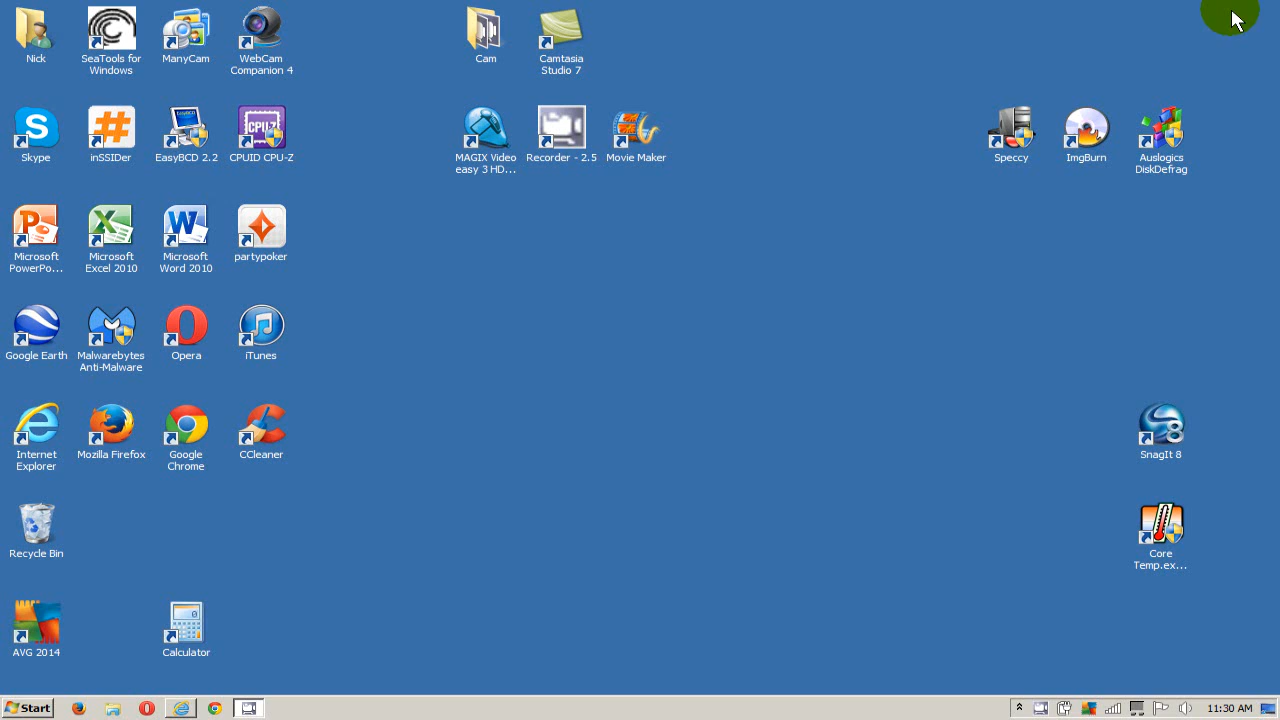 Nick
SeaTools for
Windows
ManyCam
WebCam
Companion 4
Cam
Camtasia
Studio 7
Skype
inSSIDer
EasyBCD 2.2
CPUID CPU-Z
MAGIX Video
easy 3 HD...
Recorder - 2.5
Movie Maker
Speccy
ImgBurn
Auslogics
DiskDefrag
Microsoft
PowerPo...
Microsoft
Excel 2010
Microsoft
Word 2010
partypoker
Google Earth
Malwarebytes
Anti-Malware
Opera
iTunes
Internet
Explorer
Mozilla Firefox
Google
Chrome
CCleaner
SnagIt 8
Recycle Bin
Core
Temp.ex...
AVG 2014
Calculator
Start
11:30 AM